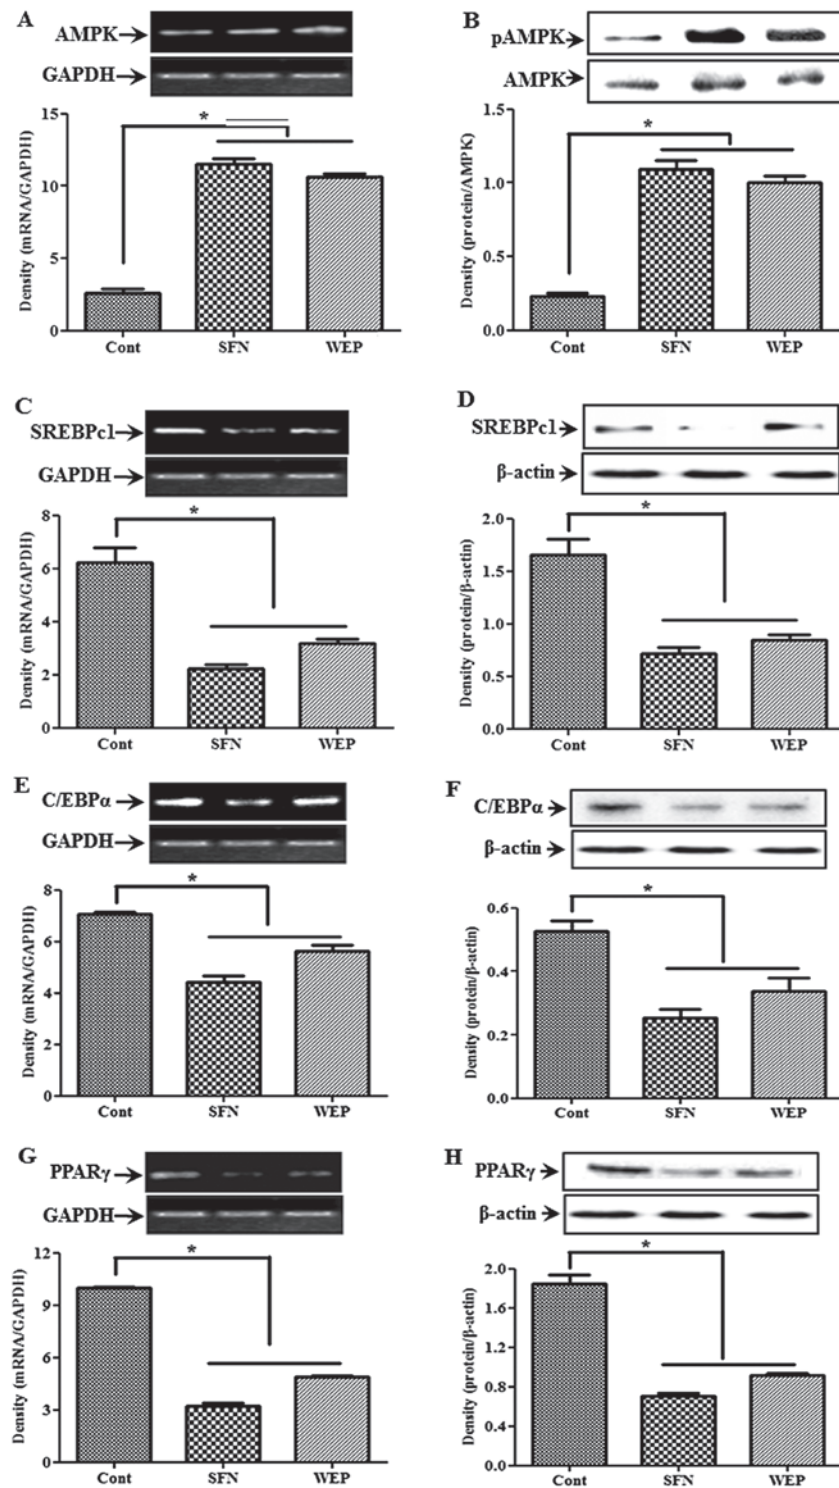 A
AMPK
GAPDH
Density (mRNA/GAPDH)
15
10
5
0
*
Cont SFN WEP
B
pAMPK
AMPK
Density (protein/AMPK)
1.5
1.0
0.5
0.0
*
Cont SFN WEP
C
SREBPc1
GAPDH
Density (mRNA/GAPDH)
8
6
4
2
0
*
Cont SFN WEP
D
SREBPc1
β-actin
Density (protein/β-actin)
2.0
1.5
1.0
0.5
0.0
*
Cont SFN WEP
E
C/EBPα
GAPDH
Density (mRNA/GAPDH)
8
6
4
2
0
*
Cont SFN WEP
F
C/EBPα
β-actin
Density (protein/β-actin)
0.6
0.4
0.2
0.0
*
Cont SFN WEP
G
PPARγ
GAPDH
Density (mRNA/GAPDH)
12
9
6
3
0
*
Cont SFN WEP
H
PPARγ
β-actin
Density (protein/β-actin)
2.0
1.6
1.2
0.8
0.4
0.0
*
Cont SFN WEP